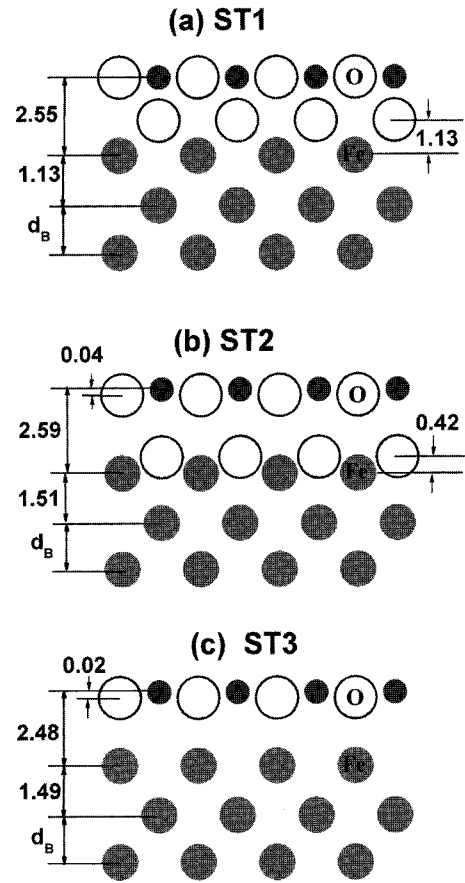 (a) ST1
O
2.55
1.13
Fe
1.13
d_B
(b) ST2
0.04
O
2.59
0.42
Fe
1.51
d_B
(c) ST3
0.02
O
2.48
Fe
1.49
d_B